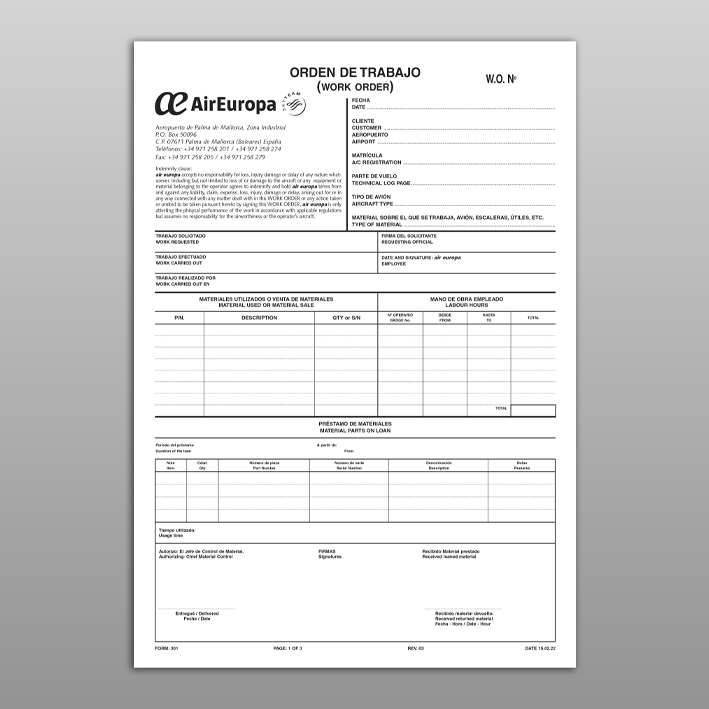 ORDEN DE TRABAJO
(WORK ORDER)
W.O. Nº
AirEuropa
SKYTEAM
Aeropuerto de Palma de Mallorca, Zona Industrial
P.O. Box 50096
C.P. 07611 Palma de Mallorca (Baleares) España
Teléfonos: +34 971 258 201 / +34 971 258 274
Fax: +34 971 258 205 / +34 971 258 279
Indemnity clause:
air europa accepts no responsibility for loss, injury damage or delay of any nature which
soever. Including but not limited to loss of or damage to the aircraft or any equipment or
material belonging to the operator agrees to indemnify and hold air europa terms from
and against any liability, claim, expense, loss, injury, damage or delay, arising out for or in
any way connected with any matter dealt with in this WORK ORDER or any action taken
or omited to be taken pursuant hereto by signing this WORK ORDER, air europa is only
attesting the physical performance of the work in accordance with applicable regulations
but assumes no responsibility for the airworthiness or the operator's aircraft.
FECHA
DATE
CLIENTE
CUSTOMER
AEROPUERTO
AIRPORT
MATRÍCULA
A/C REGISTRATION
PARTE DE VUELO
TECHNICAL LOG PAGE
TIPO DE AVIÓN
AIRCRAFT TYPE
MATERIAL SOBRE EL QUE SE TRABAJA, AVIÓN, ESCALERAS, ÚTILES, ETC.
TYPE OF MATERIAL
TRABAJO SOLICITADO
WORK REQUESTED
FIRMA DEL SOLICITANTE
REQUESTING OFFICIAL
TRABAJO EFECTUADO
WORK CARRIED OUT
DATE AND SIGNATURE: air europa
EMPLOYEE
TRABAJO REALIZADO POR
WORK CARRIED OUT BY
MATERIALES UTILIZADOS O VENTA DE MATERIALES
MATERIAL USED OR MATERIAL SALE
MANO DE OBRA EMPLEADO
LABOUR HOURS
P/N. DESCRIPTION QTY or S/N
Nº OPERARIO DESDE HASTA TOTAL
BADGE No. FROM TO
TOTAL
PRÉSTAMO DE MATERIALES
MATERIAL PARTS ON LOAN
Periodo del préstamo A partir de:
Duration of the loan From
Núm Cdad. Número de pieza Número de serie Denominación Notas
Item Qty Part Number Serial Number Descriptive Remarks
Tiempo utilizado:
Usage time
Autorizo: El Jefe de Control de Material. FIRMAS Recibido Material prestado
Authorizing: Chief Material Control Signatures Received loaned material
Entregué / Delivered
Fecha / Date
Recibido material devuelto:
Received returned material
Fecha - Hora / Date - Hour
FORM: 301 PAGE: 1 OF 3 REV. 03 DATE 15.02.22